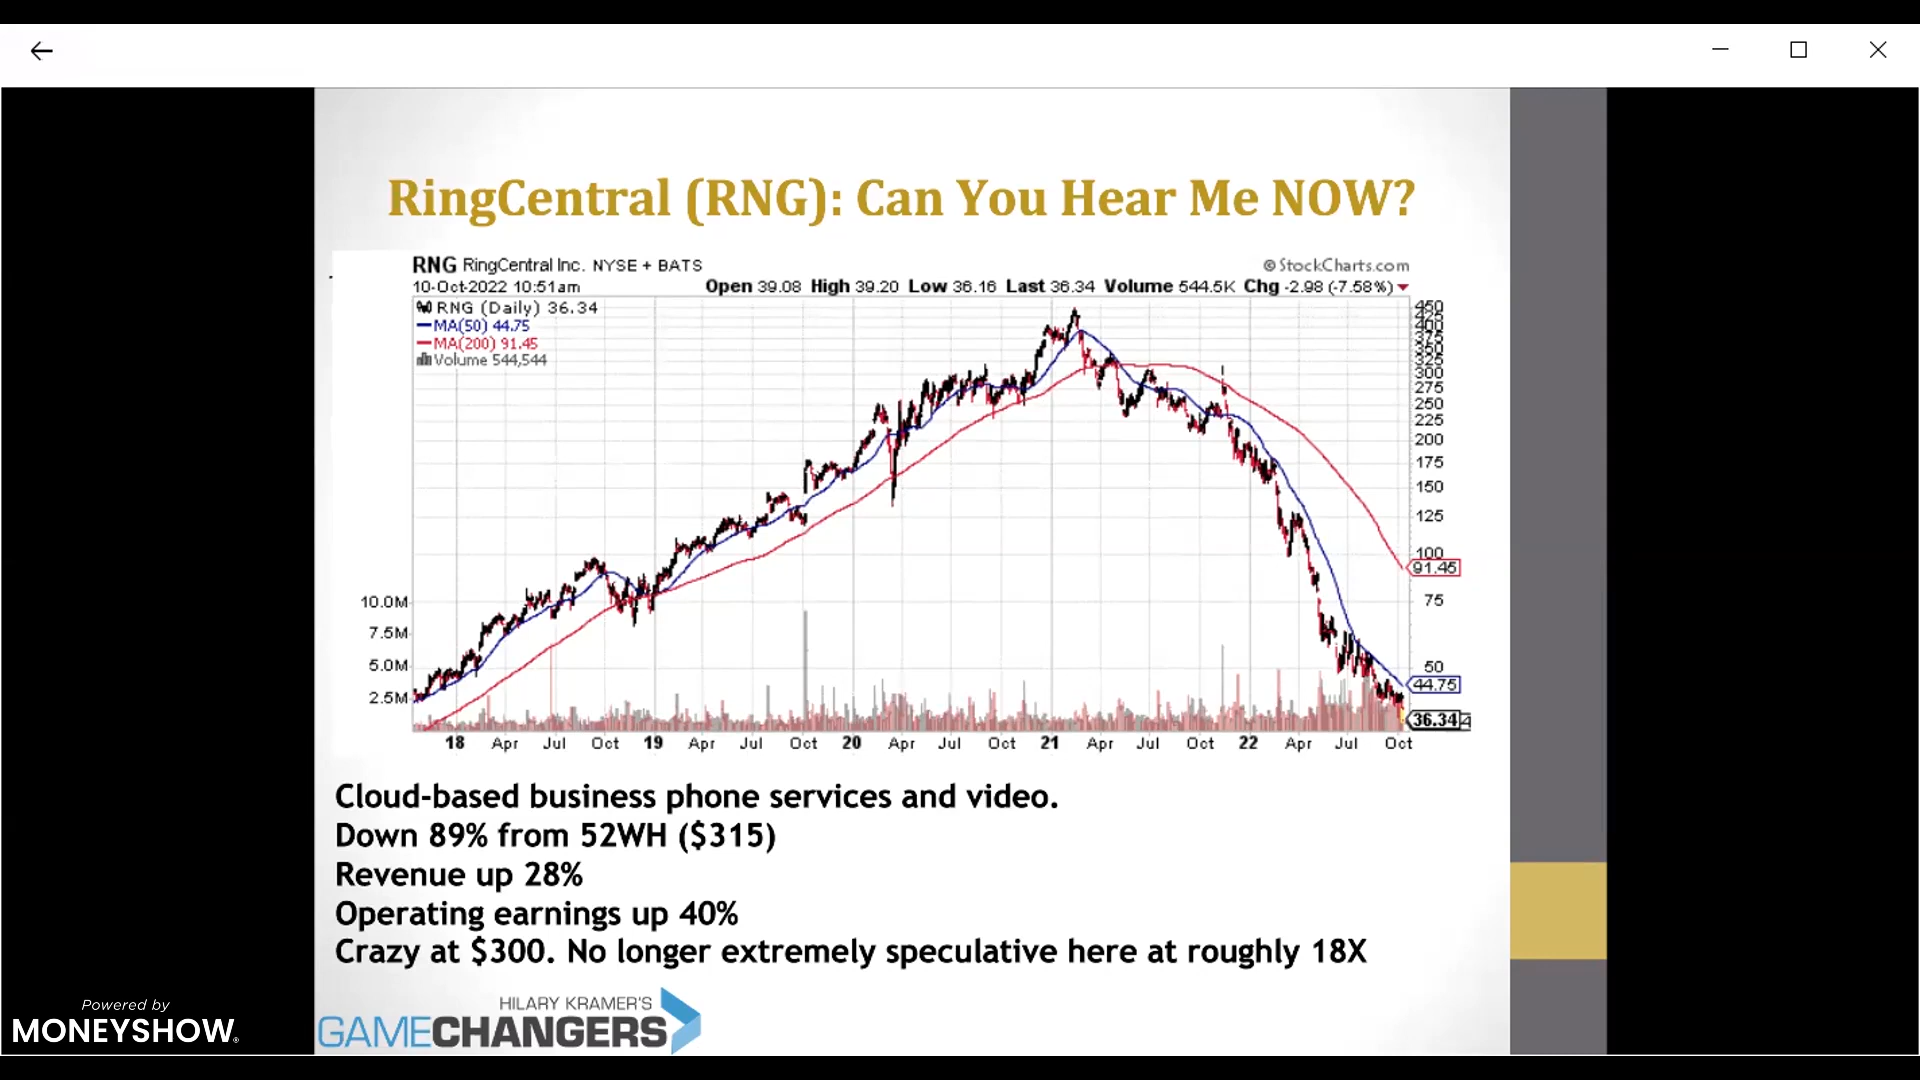 RingCentral (RNG): Can You Hear Me NOW?
RNG RingCentral Inc. NYSE + BATS
© StockCharts.com
10-Oct-2022 10:51am
Open 39.08 High 39.20 Low 36.16 Last 36.34 Volume 544.5K Chg -2.98 (-7.58%)
RNG (Daily) 36.34
MA(50) 44.75
MA(200) 91.45
Volume 544,544
450
425
400
375
350
325
300
275
250
225
200
175
150
125
100
91.45
75
50
44.75
36.34
10.0M
7.5M
5.0M
2.5M
18 Apr Jul Oct 19 Apr Jul Oct 20 Apr Jul Oct 21 Apr Jul Oct 22 Apr Jul Oct
Cloud-based business phone services and video.
Down 89% from 52WH ($315)
Revenue up 28%
Operating earnings up 40%
Crazy at $300. No longer extremely speculative here at roughly 18X
HILARY KRAMER'S
GAMECHANGERS
Powered by
MONEYSHOW®